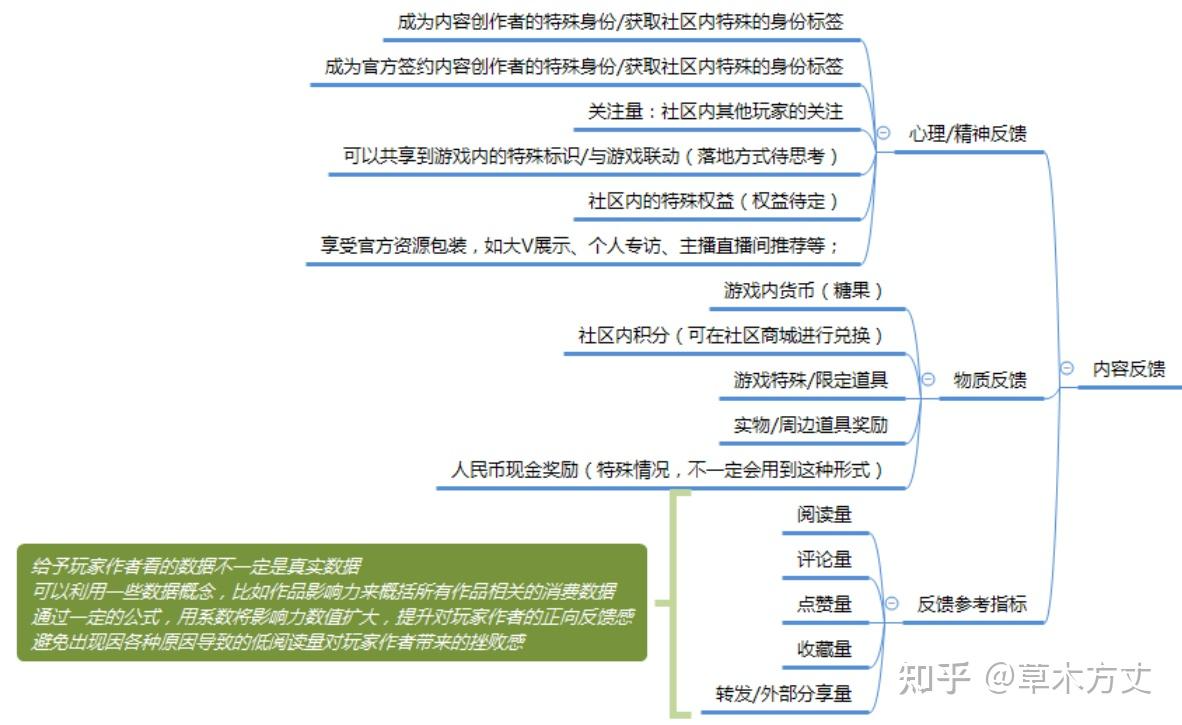 成为内容创作者的特殊身份/获取社区内特殊的身份标签
成为官方签约内容创作者的特殊身份/获取社区内特殊的身份标签
关注量：社区内其他玩家的关注
可以共享到游戏内的特殊标识/与游戏联动（落地方式待思考）
社区内的特殊权益（权益待定）
享受官方资源包装，如大V展示、个人专访、主播直播间推荐等；
心理/精神反馈
游戏内货币（糖果）
社区内积分（可在社区商城进行兑换）
游戏特殊/限定道具
实物/周边道具奖励
人民币现金奖励（特殊情况，不一定会用到这种形式）
物质反馈
内容反馈
阅读量
评论量
点赞量
收藏量
转发/外部分享量
反馈参考指标
给予玩家作者看的数据不一定是真实数据
可以利用一些数据概念，比如作品影响力来概括所有作品相关的消费数据
通过一定的公式，用系数将影响力数值扩大，提升对玩家作者的正向反馈感
避免出现因各种原因导致的低阅读量对玩家作者带来的挫败感
知乎 @草木方丈